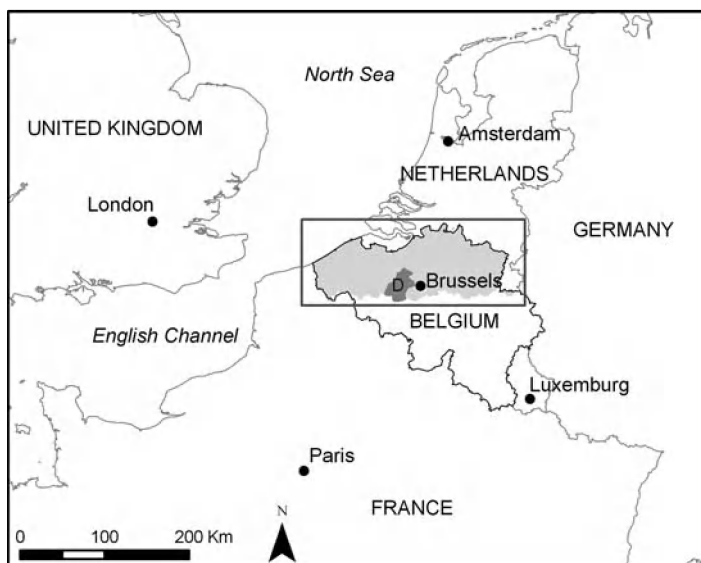 North Sea
UNITED KINGDOM
Amsterdam
NETHERLANDS
London
GERMANY
D
Brussels
BELGIUM
English Channel
Luxemburg
Paris
N
FRANCE
0 100 200 Km